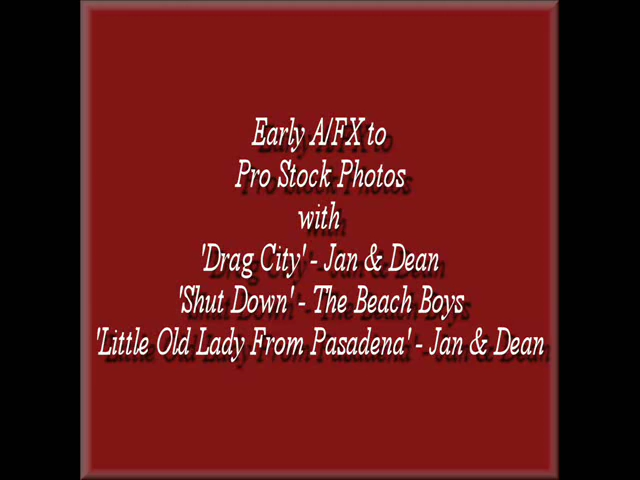 Early A/FX to
Pro Stock Photos
with
'Drag City' - Jan & Dean
'Shut Down' - The Beach Boys
'Little Old Lady From Pasadena' - Jan & Dean